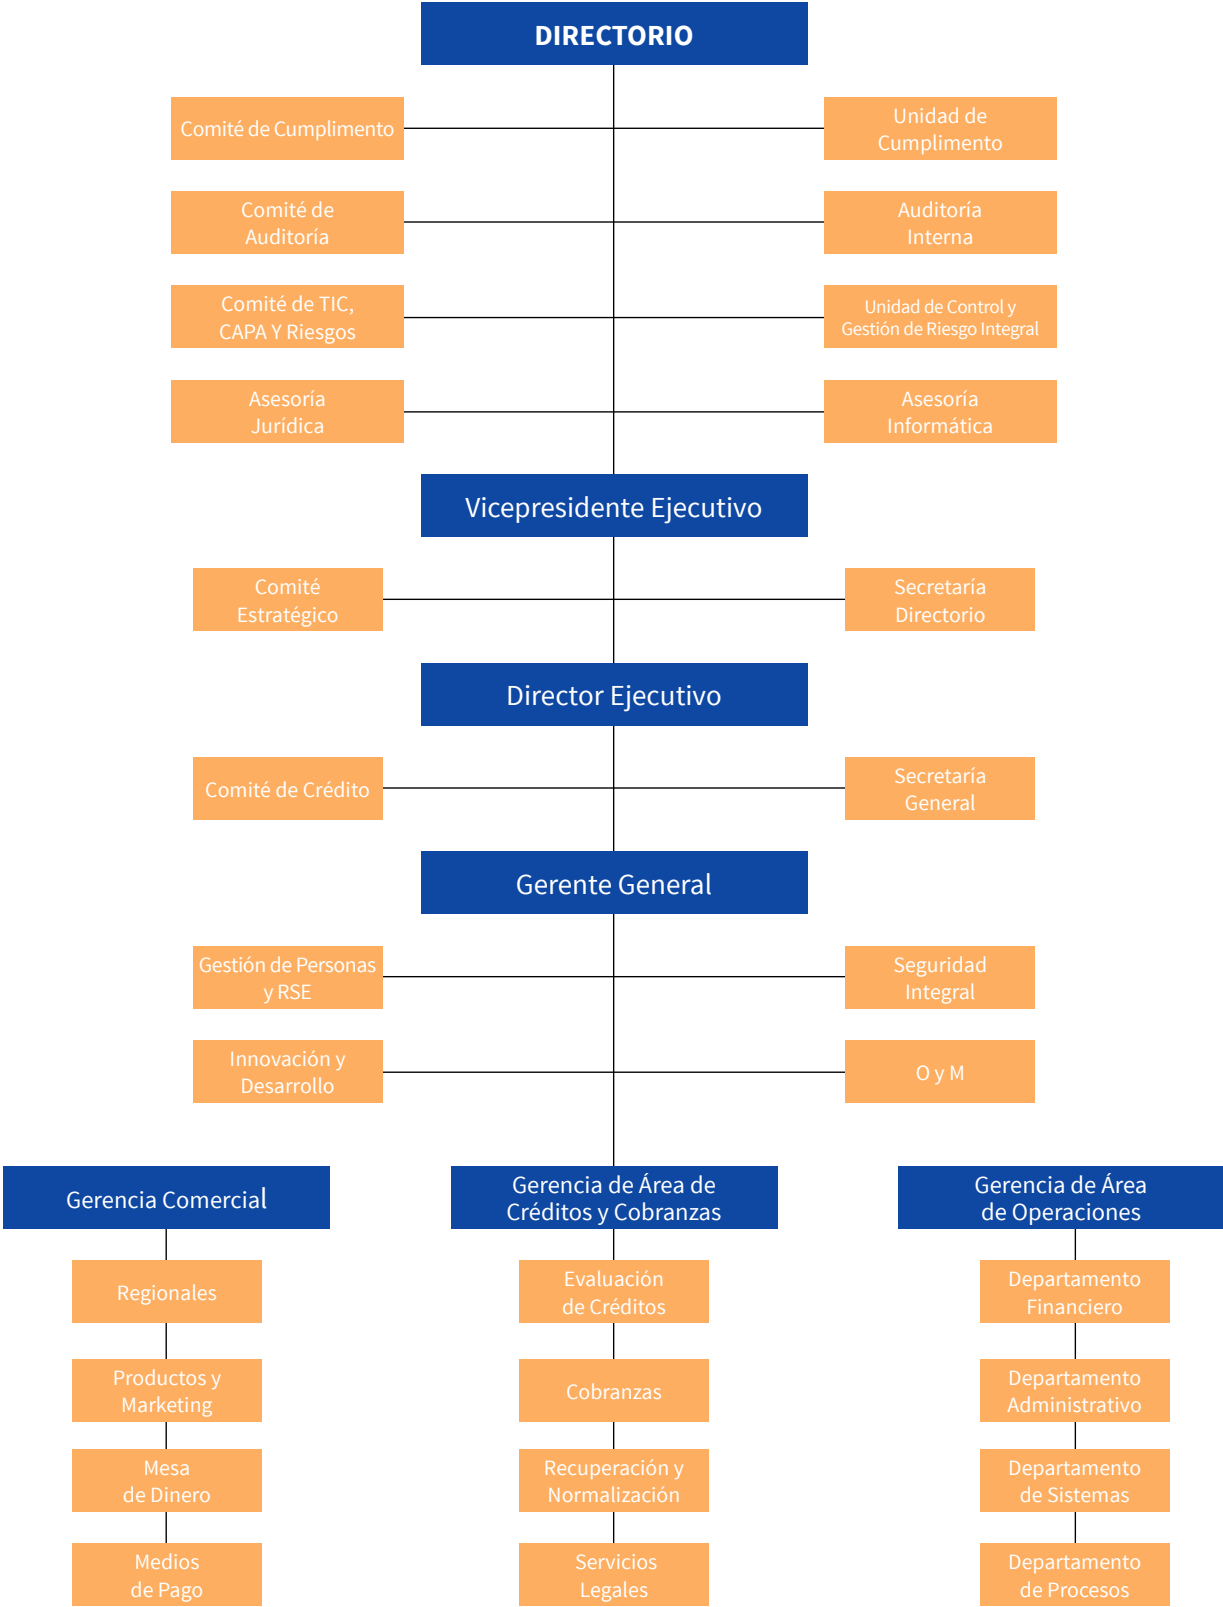 DIRECTORIO
Comité de Cumplimento
Unidad de
Cumplimento
Comité de
Auditoría
Auditoría
Interna
Comité de TIC,
CAPA Y Riesgos
Unidad de Control y
Gestión de Riesgo Integral
Asesoría
Jurídica
Asesoría
Informática
Vicepresidente Ejecutivo
Comité
Estratégico
Secretaría
Directorio
Director Ejecutivo
Comité de Crédito
Secretaría
General
Gerente General
Gestión de Personas
y RSE
Seguridad
Integral
Innovación y
Desarrollo
O y M
Gerencia Comercial
Gerencia de Área de
Créditos y Cobranzas
Gerencia de Área
de Operaciones
Regionales
Evaluación
de Créditos
Departamento
Financiero
Productos y
Marketing
Cobranzas
Departamento
Administrativo
Mesa
de Dinero
Recuperación y
Normalización
Departamento
de Sistemas
Medios
de Pago
Servicios
Legales
Departamento
de Procesos